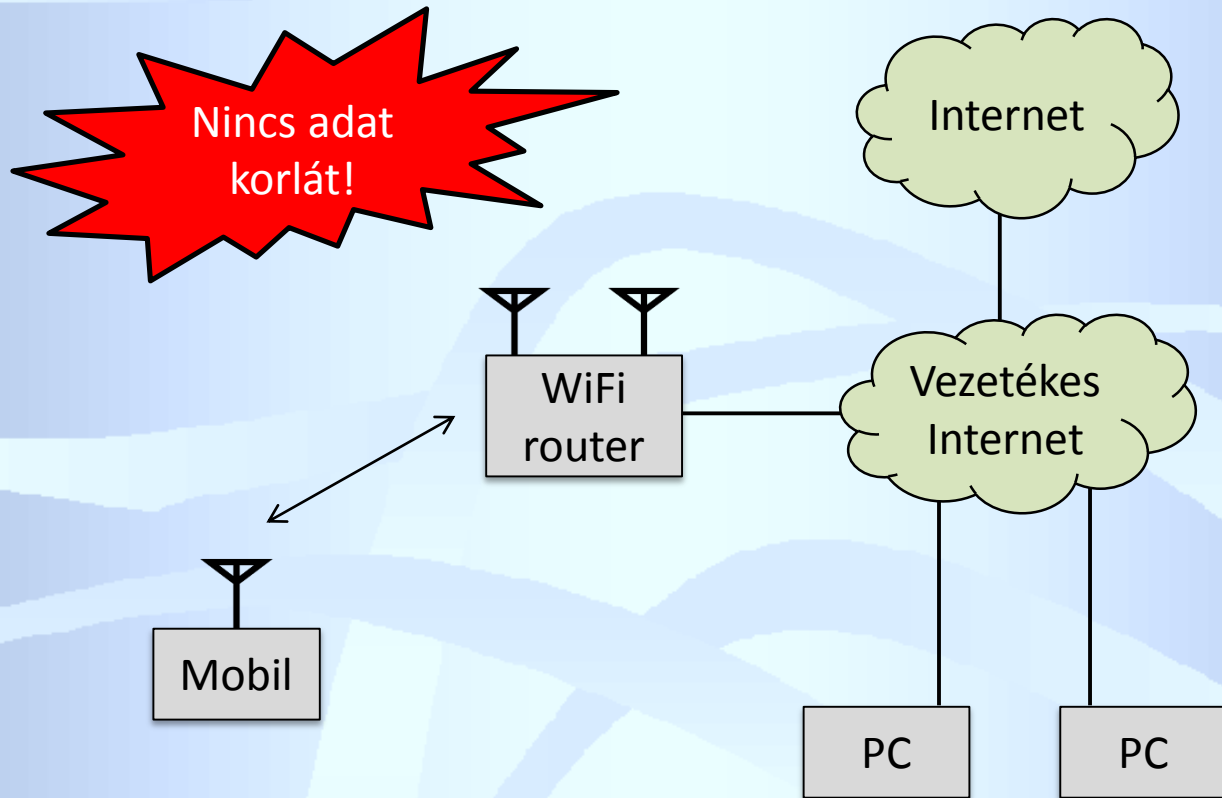 Nincs adat
korlát!
Internet
WiFi
router
Vezetékes
Internet
Mobil
PC
PC